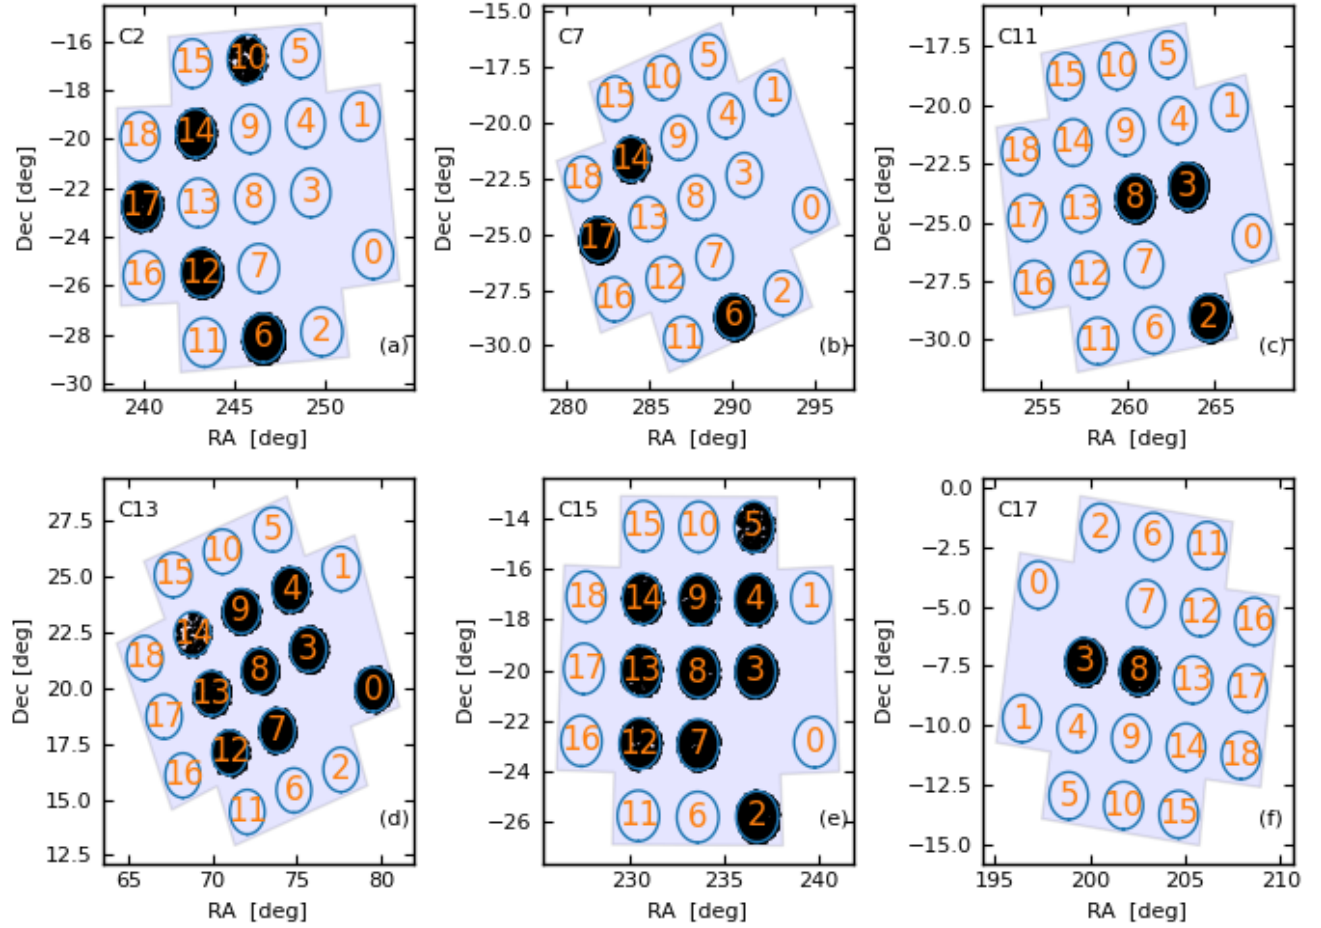 C2
−16
−18
−20
−22
−24
−26
−28
−30
Dec [deg]
15 10 5
18 14 9 4 1
17 13 8 3
16 12 7 0
11 6 2
(a)
240 245 250
RA [deg]
C7
−15.0
−17.5
−20.0
−22.5
−25.0
−27.5
−30.0
Dec [deg]
15 10 5
18 14 9 4 1
17 13 8 3
16 12 7 0
11 6 2
(b)
280 285 290 295
RA [deg]
C11
−17.5
−20.0
−22.5
−25.0
−27.5
−30.0
Dec [deg]
15 10 5
18 14 9 4 1
17 13 8 3
16 12 7 0
11 6 2
(c)
255 260 265
RA [deg]
C13
27.5
25.0
22.5
20.0
17.5
15.0
12.5
Dec [deg]
15 10 5
18 14 9 4 1
17 13 8 3
16 12 7 0
11 6 2
(d)
65 70 75 80
RA [deg]
C15
−14
−16
−18
−20
−22
−24
−26
Dec [deg]
15 10 5
18 14 9 4 1
17 13 8 3
16 12 7 0
11 6 2
(e)
230 235 240
RA [deg]
C17
0.0
−2.5
−5.0
−7.5
−10.0
−12.5
−15.0
Dec [deg]
2 6 11
0 7 12 16
3 8 13 17
1 4 9 14 18
5 10 15
(f)
195 200 205 210
RA [deg]